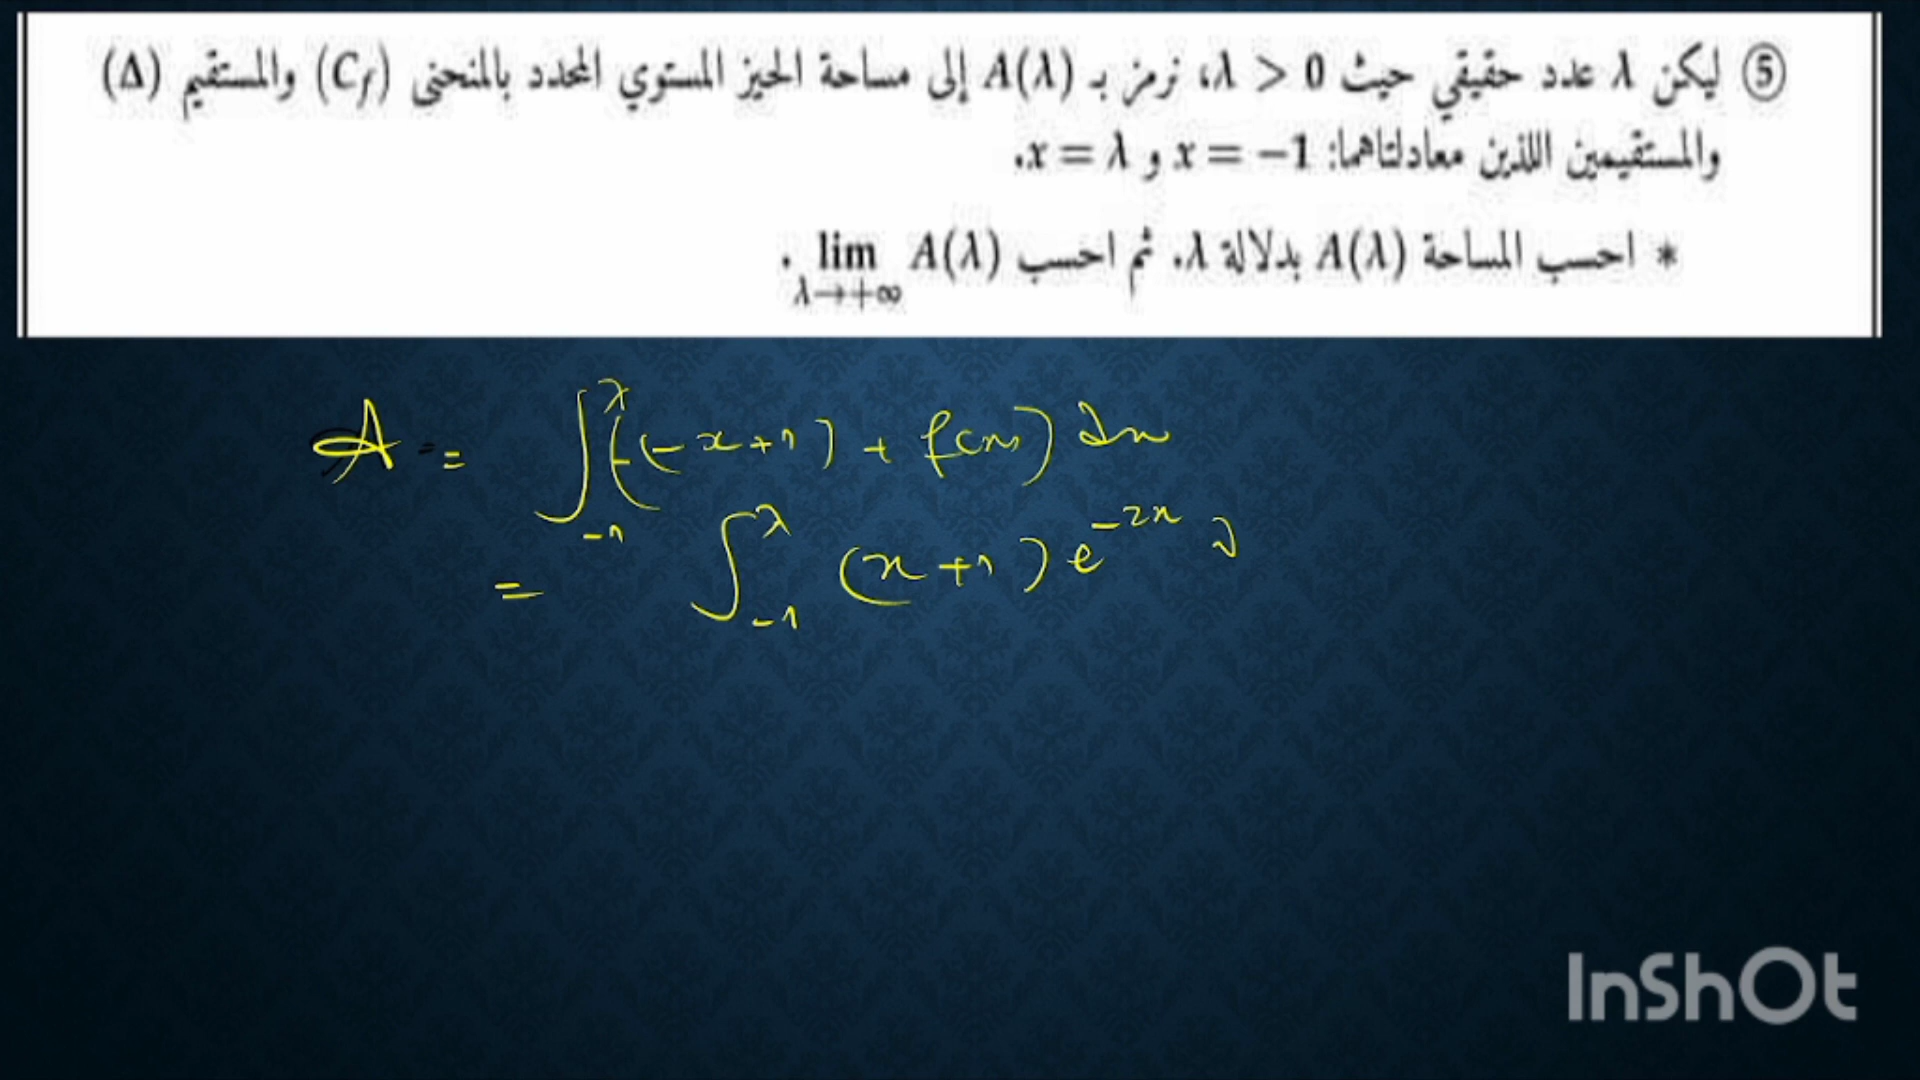 ⑤ ليكن λ عدد حقيقي حيث λ > 0، نرمز بـ A(λ) إلى مساحة الحيز المستوي المحدد بالمنحنى (C_f) والمستقيم (Δ)
والمستقيمين اللذين معادلتاهما: x = −1 و x = λ.
* احسب المساحة A(λ) بدلالة λ. ثم احسب lim_{λ→+∞} A(λ).
A = ∫_{-1}^{λ} (-(-x+1) + f(x)) dx
= ∫_{-1}^{λ} (x+1) e^{-2x} d
InShOt